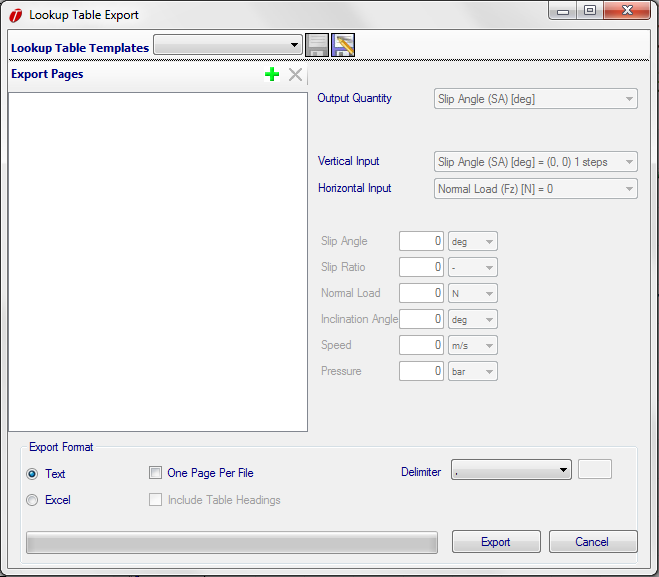 Lookup Table Export
Lookup Table Templates
Export Pages
Output Quantity Slip Angle (SA) [deg]
Vertical Input Slip Angle (SA) [deg] = (0, 0) 1 steps
Horizontal Input Normal Load (Fz) [N] = 0
Slip Angle 0 deg
Slip Ratio 0 -
Normal Load 0 N
Inclination Angle 0 deg
Speed 0 m/s
Pressure 0 bar
Export Format
Text One Page Per File Delimiter ,
Excel Include Table Headings
Export Cancel